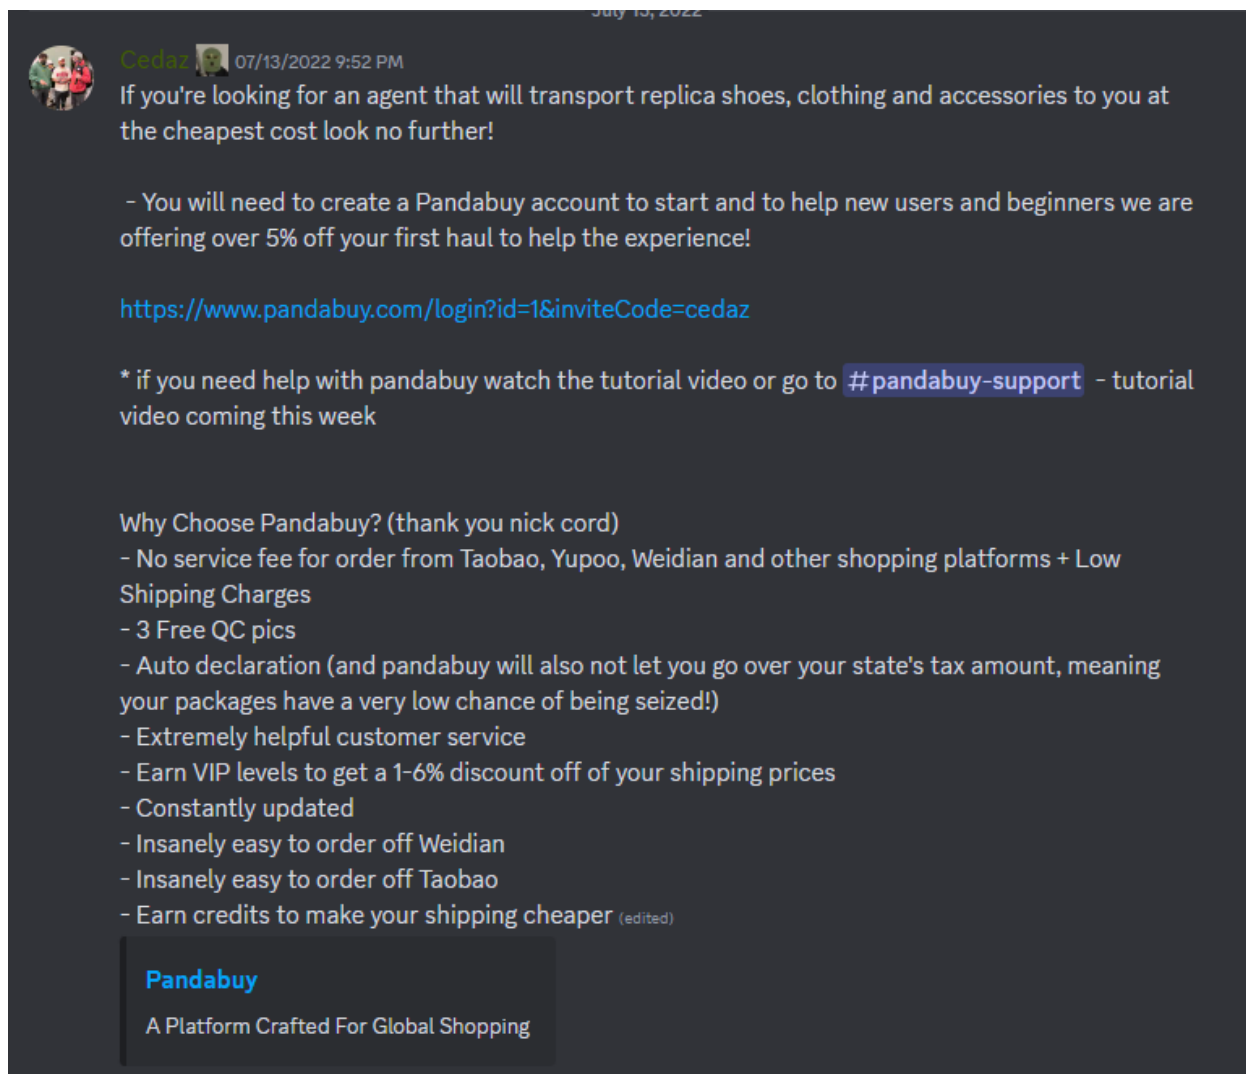 July 13, 2022
Cedaz 07/13/2022 9:52 PM
If you're looking for an agent that will transport replica shoes, clothing and accessories to you at
the cheapest cost look no further!
- You will need to create a Pandabuy account to start and to help new users and beginners we are
offering over 5% off your first haul to help the experience!
https://www.pandabuy.com/login?id=1&inviteCode=cedaz
* if you need help with pandabuy watch the tutorial video or go to #pandabuy-support - tutorial
video coming this week
Why Choose Pandabuy? (thank you nick cord)
- No service fee for order from Taobao, Yupoo, Weidian and other shopping platforms + Low
Shipping Charges
- 3 Free QC pics
- Auto declaration (and pandabuy will also not let you go over your state's tax amount, meaning
your packages have a very low chance of being seized!)
- Extremely helpful customer service
- Earn VIP levels to get a 1-6% discount off of your shipping prices
- Constantly updated
- Insanely easy to order off Weidian
- Insanely easy to order off Taobao
- Earn credits to make your shipping cheaper (edited)
Pandabuy
A Platform Crafted For Global Shopping